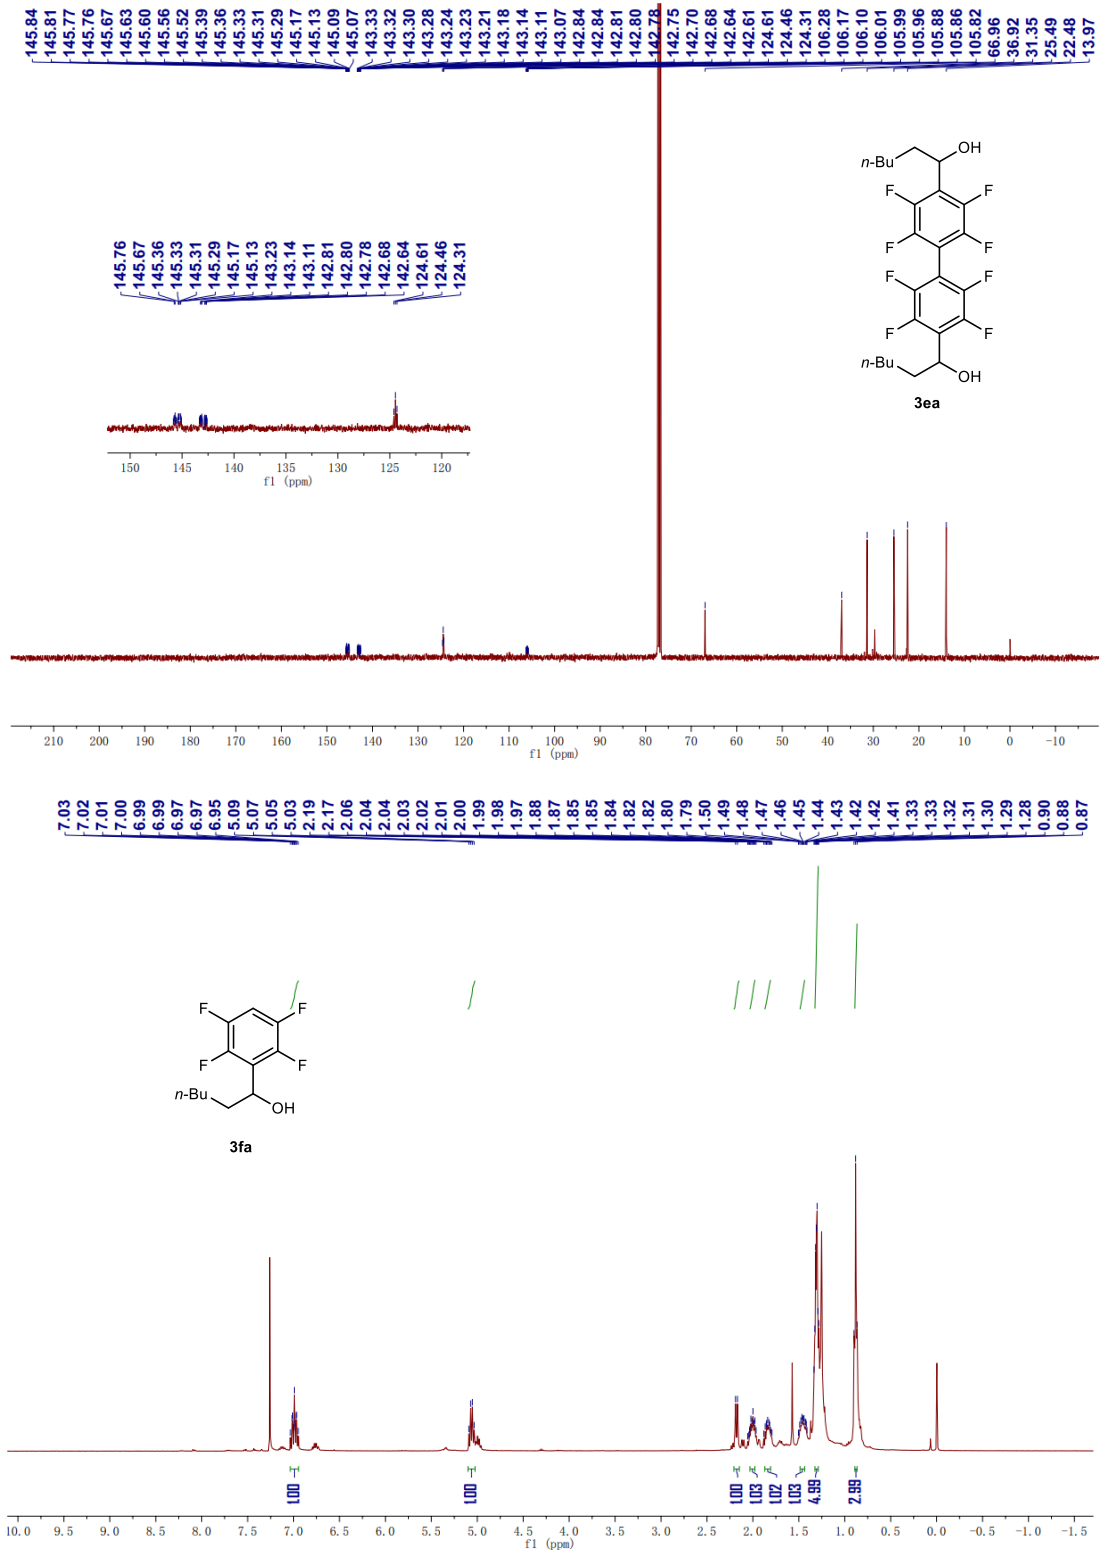 145.84 145.81 145.77 145.76 145.67 145.63 145.60 145.56 145.52 145.39 145.36 145.33 145.31 145.29 145.17 145.13 145.09 145.07 143.33 143.32 143.30 143.28 143.24 143.23 143.21 143.18 143.14 143.11 143.07 142.84 142.84 142.81 142.80 142.78 142.75 142.70 142.68 142.64 142.61 124.61 124.46 124.31 106.28 106.17 106.10 106.01 105.99 105.96 105.88 105.86 105.82 66.96 36.92 31.35 25.49 22.48 13.97
OH
n-Bu
F F
F F
F F
F F
n-Bu
OH
3ea
145.76 145.67 145.36 145.33 145.31 145.29 145.17 145.13 143.23 143.14 143.11 142.81 142.80 142.78 142.68 142.64 124.61 124.46 124.31
150 145 140 135 130 125 120
f1 (ppm)
210 200 190 180 170 160 150 140 130 120 110 100 90 80 70 60 50 40 30 20 10 0 -10
f1 (ppm)
7.03 7.02 7.01 7.00 6.99 6.99 6.97 6.97 6.95 5.09 5.07 5.05 5.03 2.19 2.17 2.06 2.04 2.04 2.03 2.02 2.01 2.00 1.99 1.98 1.97 1.88 1.87 1.85 1.85 1.84 1.82 1.82 1.80 1.79 1.50 1.49 1.48 1.47 1.46 1.45 1.44 1.43 1.42 1.42 1.41 1.33 1.33 1.32 1.31 1.30 1.29 1.28 0.90 0.88 0.87
F F
F F
n-Bu
OH
3fa
1.00 1.00 1.00 1.03 1.02 1.03 4.99 2.99
10.0 9.5 9.0 8.5 8.0 7.5 7.0 6.5 6.0 5.5 5.0 4.5 4.0 3.5 3.0 2.5 2.0 1.5 1.0 0.5 0.0 -0.5 -1.0 -1.5
f1 (ppm)